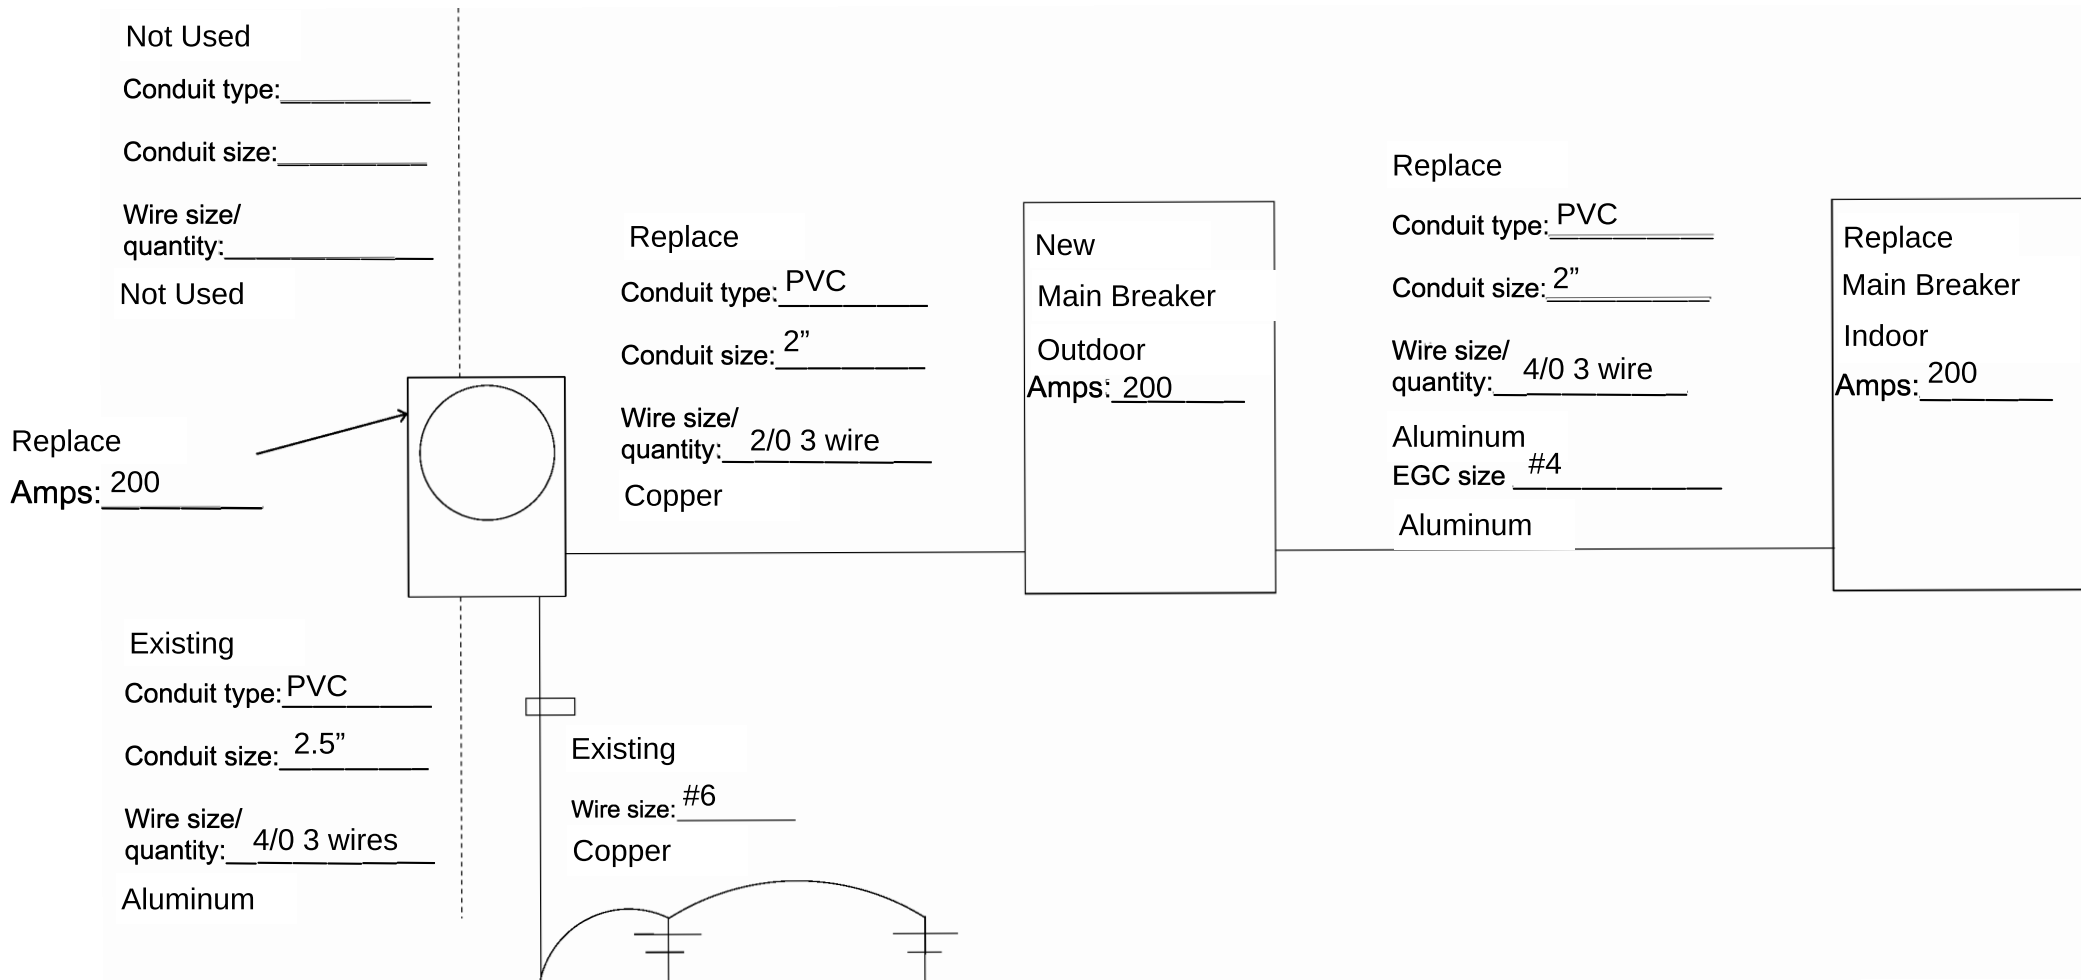 Not Used
Conduit type:
Conduit size:
Wire size/
quantity:
Not Used
Replace
Amps: 200
Existing
Conduit type: PVC
Conduit size: 2.5”
Wire size/
quantity: 4/0 3 wires
Aluminum
Replace
Conduit type: PVC
Conduit size: 2”
Wire size/
quantity: 2/0 3 wire
Copper
Existing
Wire size: #6
Copper
New
Main Breaker
Outdoor
Amps: 200
Replace
Conduit type: PVC
Conduit size: 2”
Wire size/
quantity: 4/0 3 wire
Aluminum
EGC size #4
Aluminum
Replace
Main Breaker
Indoor
Amps: 200